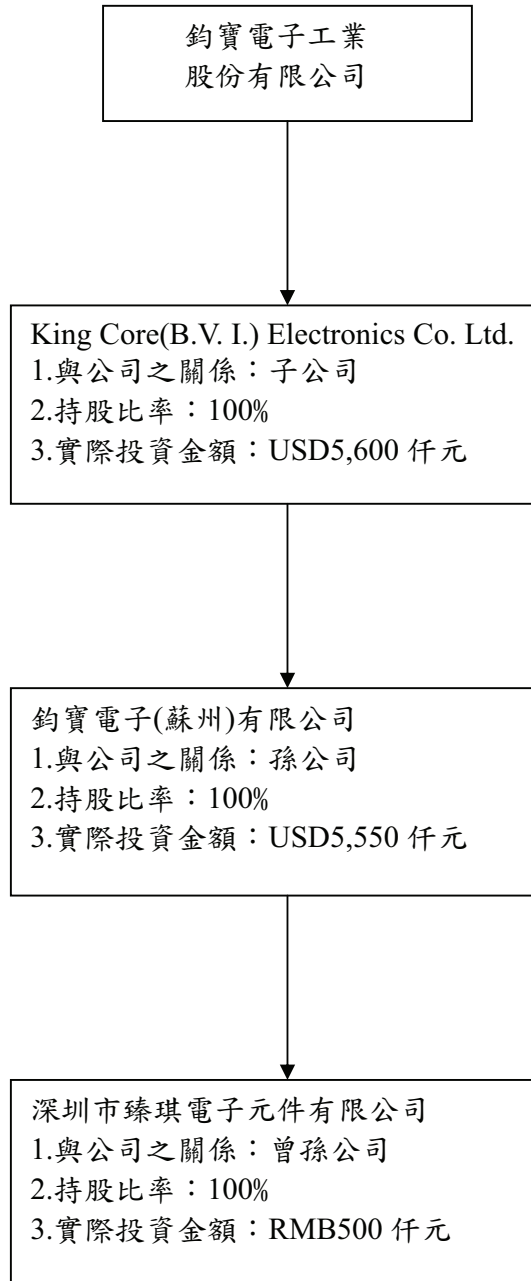 鈞寶電子工業
股份有限公司
King Core(B.V. I.) Electronics Co. Ltd.
1.與公司之關係：子公司
2.持股比率：100%
3.實際投資金額：USD5,600 仟元
鈞寶電子(蘇州)有限公司
1.與公司之關係：孫公司
2.持股比率：100%
3.實際投資金額：USD5,550 仟元
深圳市臻琪電子元件有限公司
1.與公司之關係：曾孫公司
2.持股比率：100%
3.實際投資金額：RMB500 仟元